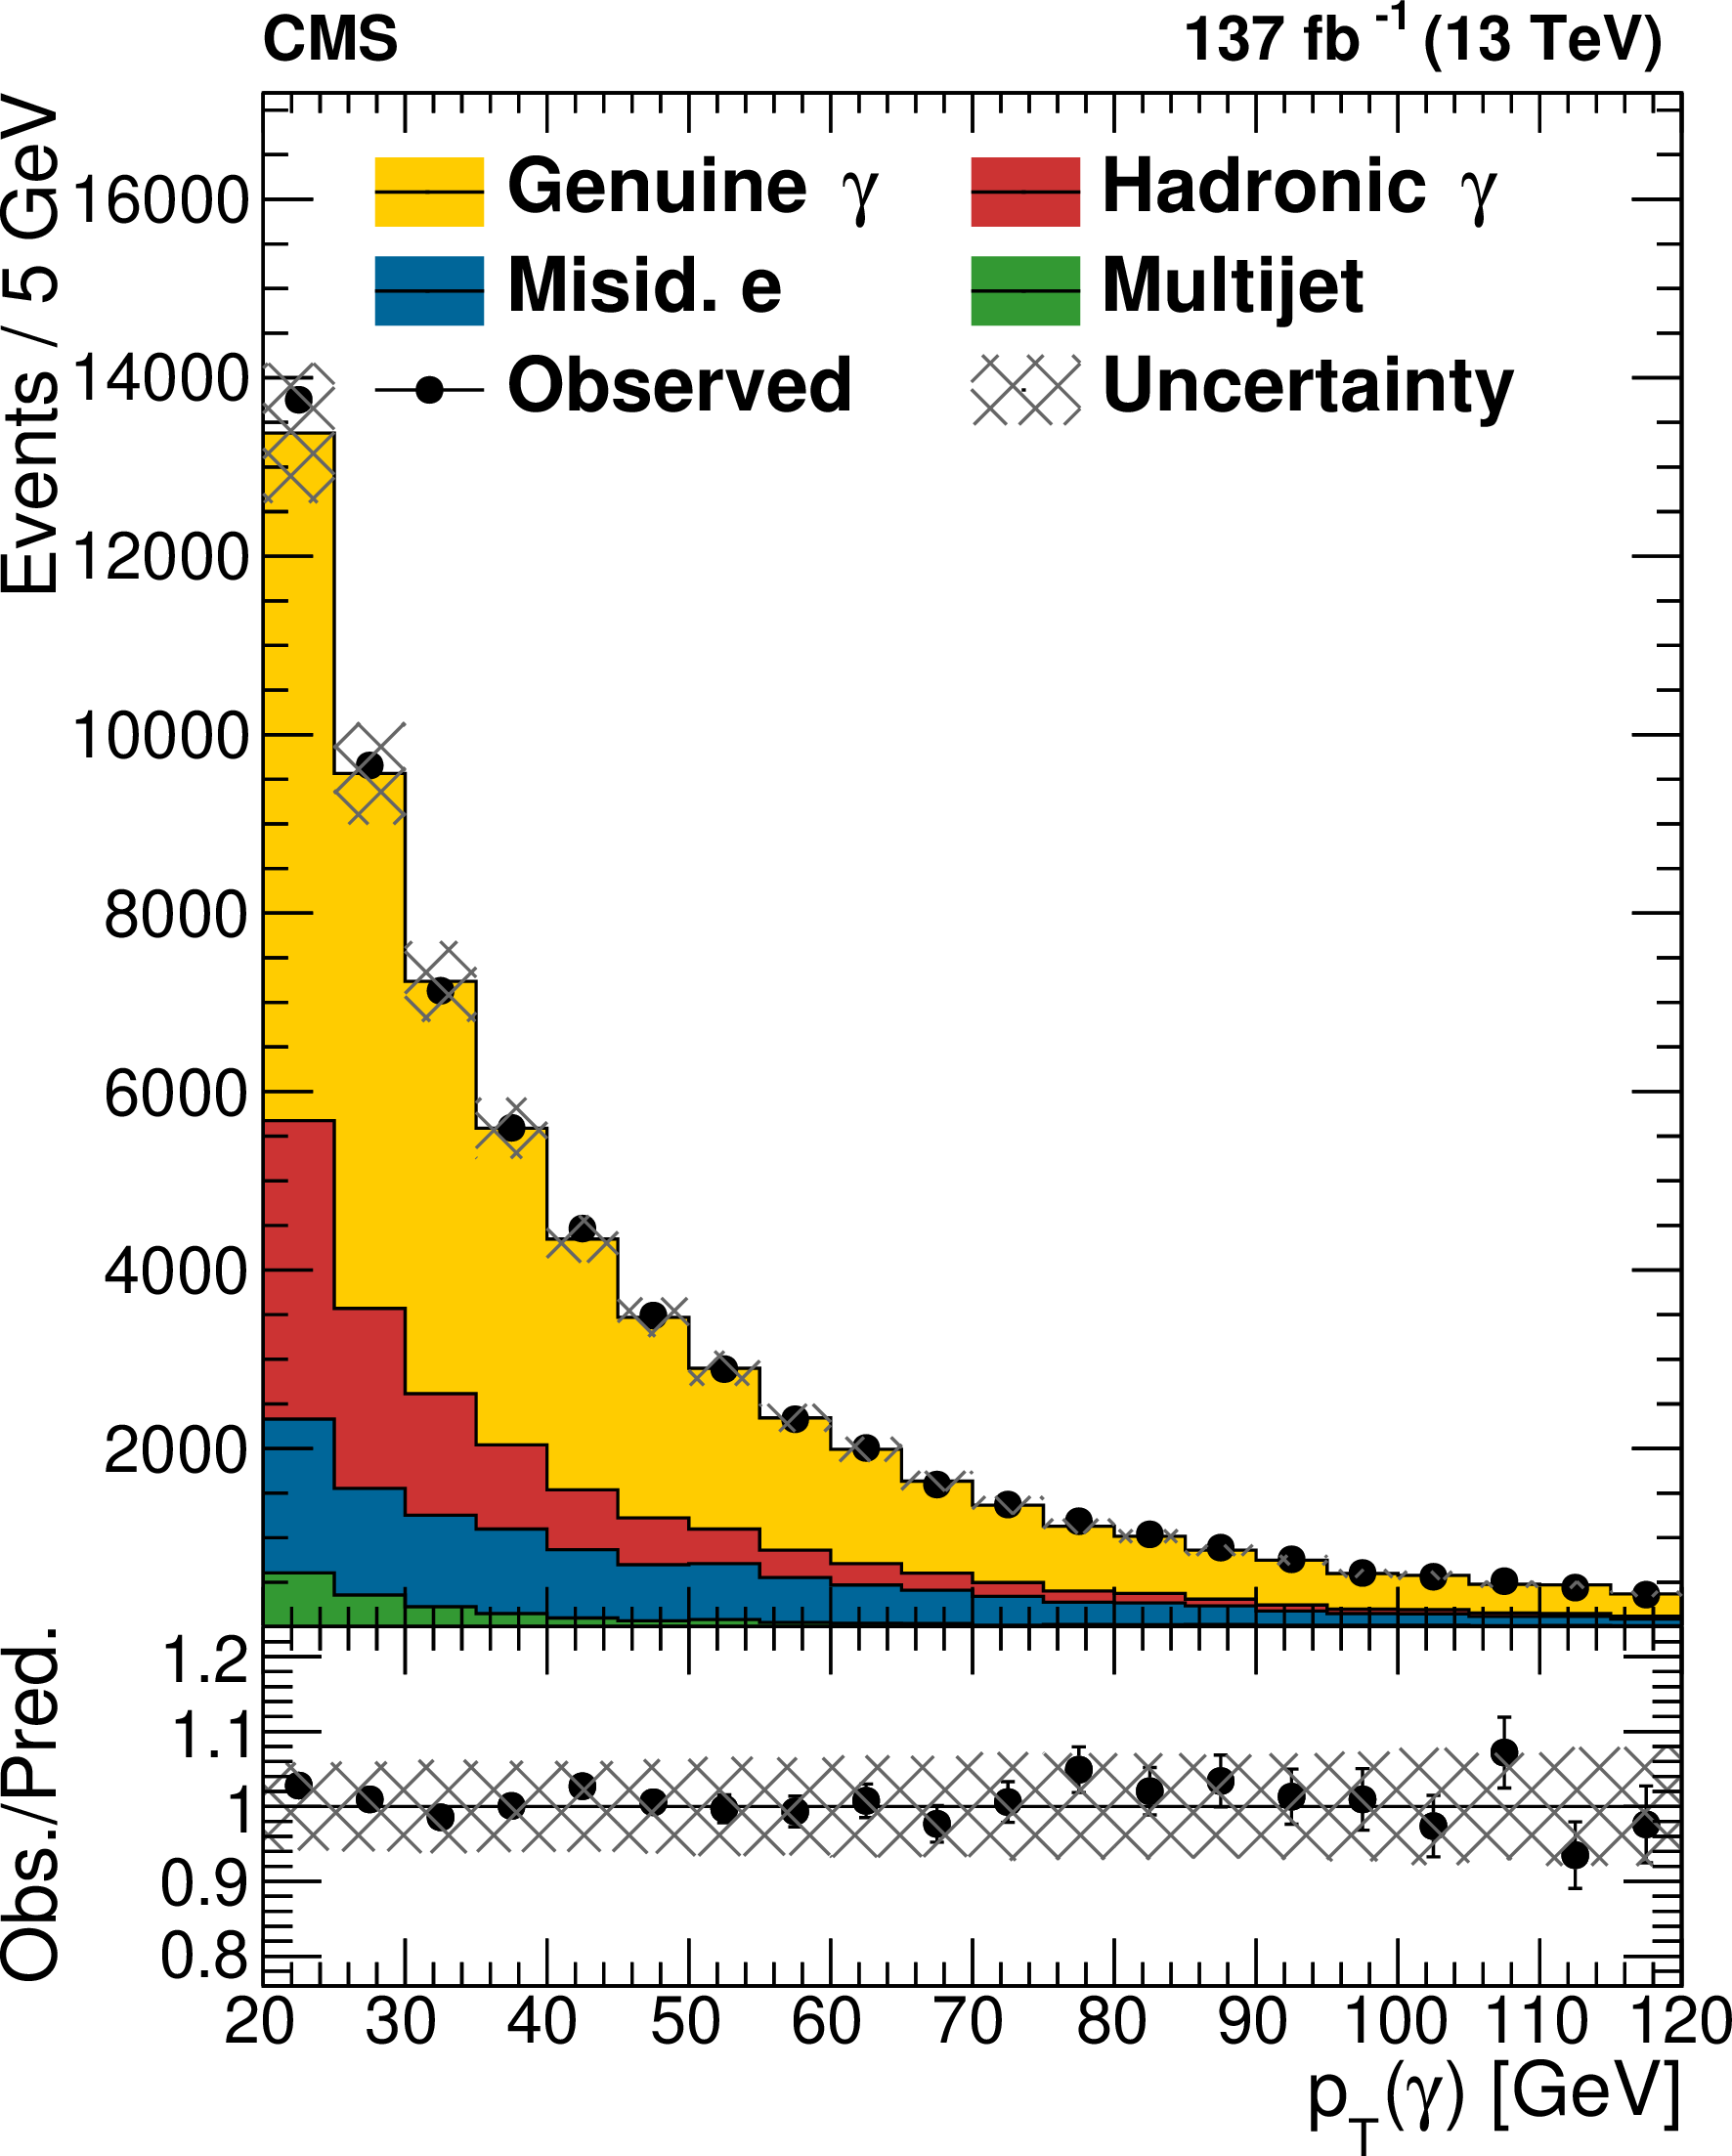 CMS 137 fb -1 (13 TeV)
Events / 5 GeV
Genuine γ Hadronic γ
Misid. e Multijet
Observed Uncertainty
16000
14000
12000
10000
8000
6000
4000
2000
Obs./Pred.
1.2
1.1
1
0.9
0.8
20 30 40 50 60 70 80 90 100 110 120
pT(γ) [GeV]